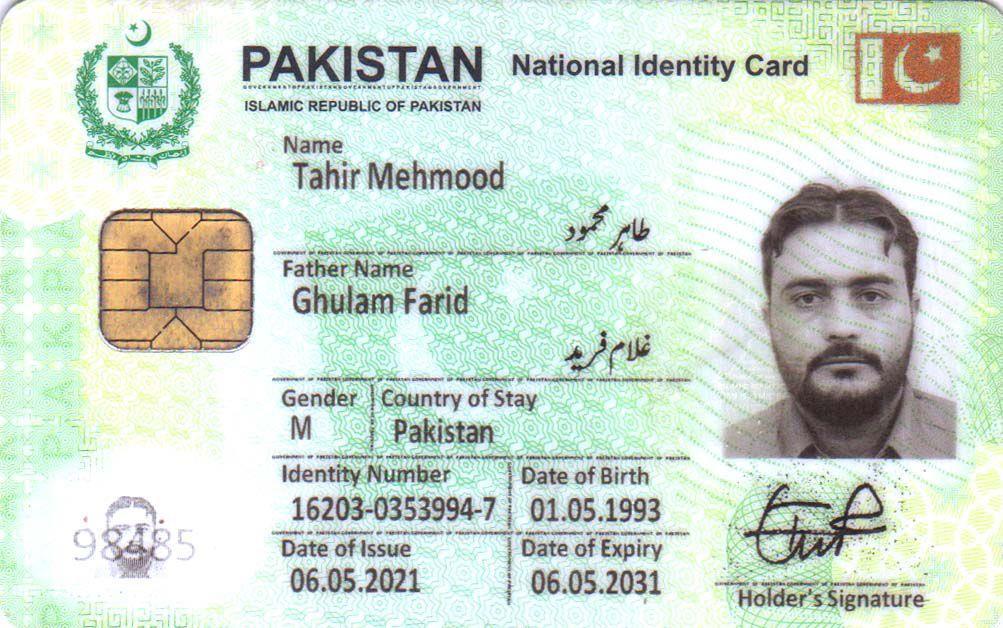 PAKISTAN National Identity Card
ISLAMIC REPUBLIC OF PAKISTAN
Name
Tahir Mehmood
طاہر محمود
Father Name
Ghulam Farid
غلام فرید
Gender Country of Stay
M Pakistan
Identity Number Date of Birth
16203-0353994-7 01.05.1993
Date of Issue Date of Expiry
06.05.2021 06.05.2031
98485
Holder's Signature